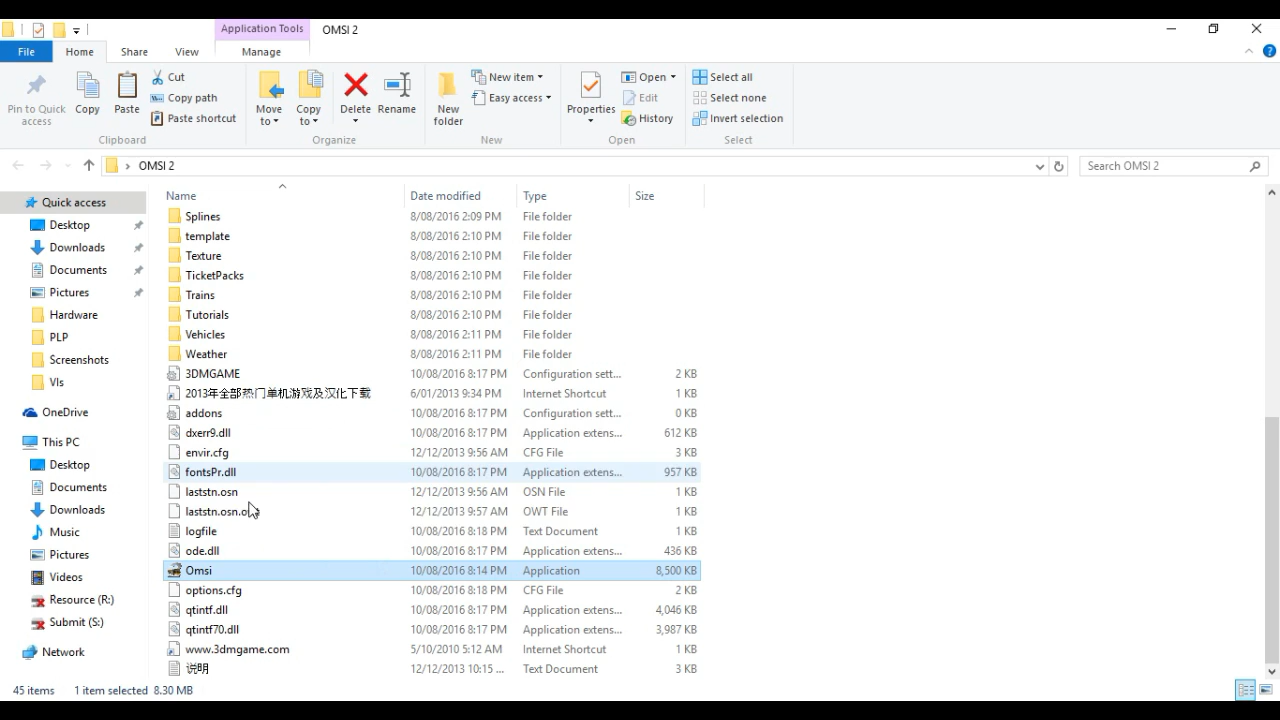 Application Tools OMSI 2
File Home Share View Manage
Pin to Quick access
Copy
Paste
Cut
Copy path
Paste shortcut
Clipboard
Move to
Copy to
Delete
Rename
Organize
New folder
New item
Easy access
New
Properties
Open
Edit
History
Open
Select all
Select none
Invert selection
Select
OMSI 2
Search OMSI 2
Quick access
Desktop
Downloads
Documents
Pictures
Hardware
PLP
Screenshots
VIs
OneDrive
This PC
Desktop
Documents
Downloads
Music
Pictures
Videos
Resource (R:)
Submit (S:)
Network
Name Date modified Type Size
Splines 8/08/2016 2:09 PM File folder
template 8/08/2016 2:10 PM File folder
Texture 8/08/2016 2:10 PM File folder
TicketPacks 8/08/2016 2:10 PM File folder
Trains 8/08/2016 2:10 PM File folder
Tutorials 8/08/2016 2:10 PM File folder
Vehicles 8/08/2016 2:11 PM File folder
Weather 8/08/2016 2:11 PM File folder
3DMGAME 10/08/2016 8:17 PM Configuration sett... 2 KB
2013年全部热门单机游戏及汉化下载 6/01/2013 9:34 PM Internet Shortcut 1 KB
addons 10/08/2016 8:17 PM Configuration sett... 0 KB
dxerr9.dll 10/08/2016 8:17 PM Application extens... 612 KB
envir.cfg 12/12/2013 9:56 AM CFG File 3 KB
fontsPr.dll 10/08/2016 8:17 PM Application extens... 957 KB
laststn.osn 12/12/2013 9:56 AM OSN File 1 KB
laststn.osn.o 12/12/2013 9:57 AM OWT File 1 KB
logfile 10/08/2016 8:18 PM Text Document 1 KB
ode.dll 10/08/2016 8:17 PM Application extens... 436 KB
Omsi 10/08/2016 8:14 PM Application 8,500 KB
options.cfg 10/08/2016 8:18 PM CFG File 2 KB
qtintf.dll 10/08/2016 8:17 PM Application extens... 4,046 KB
qtintf70.dll 10/08/2016 8:17 PM Application extens... 3,987 KB
www.3dmgame.com 5/10/2010 5:12 AM Internet Shortcut 1 KB
说明 12/12/2013 10:15 ... Text Document 3 KB
45 items 1 item selected 8.30 MB